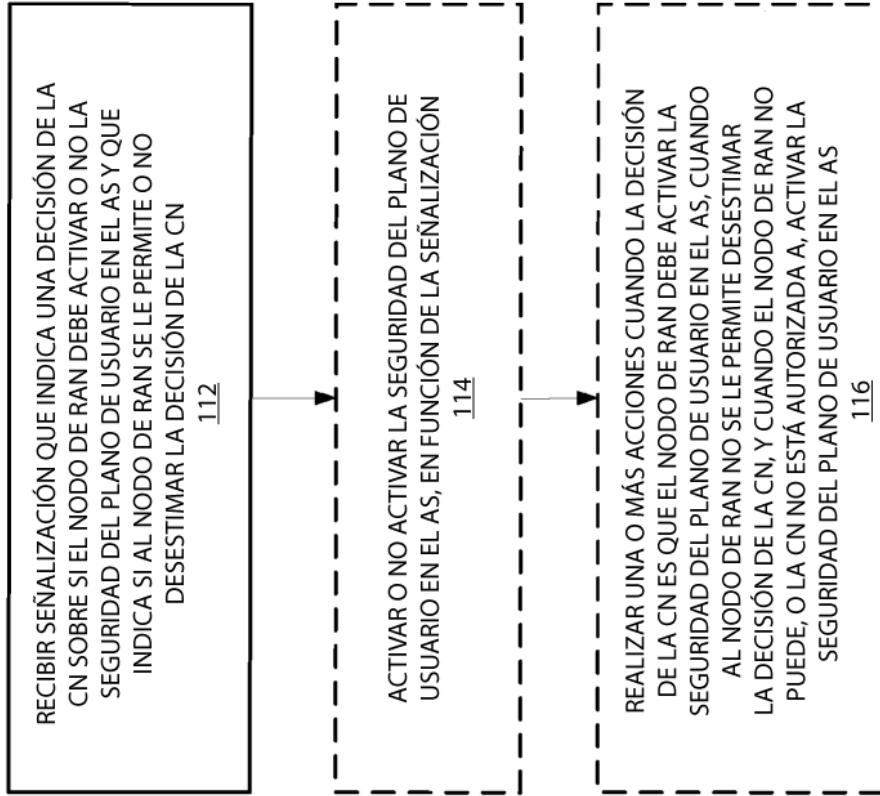 RECIBIR SEÑALIZACIÓN QUE INDICA UNA DECISIÓN DE LA
CN SOBRE SI EL NODO DE RAN DEBE ACTIVAR O NO LA
SEGURIDAD DEL PLANO DE USUARIO EN EL AS Y QUE
INDICA SI AL NODO DE RAN SE LE PERMITE O NO
DESESTIMAR LA DECISIÓN DE LA CN
112
ACTIVAR O NO ACTIVAR LA SEGURIDAD DEL PLANO DE
USUARIO EN EL AS, EN FUNCIÓN DE LA SEÑALIZACIÓN
114
REALIZAR UNA O MÁS ACCIONES CUANDO LA DECISIÓN
DE LA CN ES QUE EL NODO DE RAN DEBE ACTIVAR LA
SEGURIDAD DEL PLANO DE USUARIO EN EL AS, CUANDO
AL NODO DE RAN NO SE LE PERMITE DESESTIMAR
LA DECISIÓN DE LA CN, Y CUANDO EL NODO DE RAN NO
PUEDE, O LA CN NO ESTÁ AUTORIZADA A, ACTIVAR LA
SEGURIDAD DEL PLANO DE USUARIO EN EL AS
116